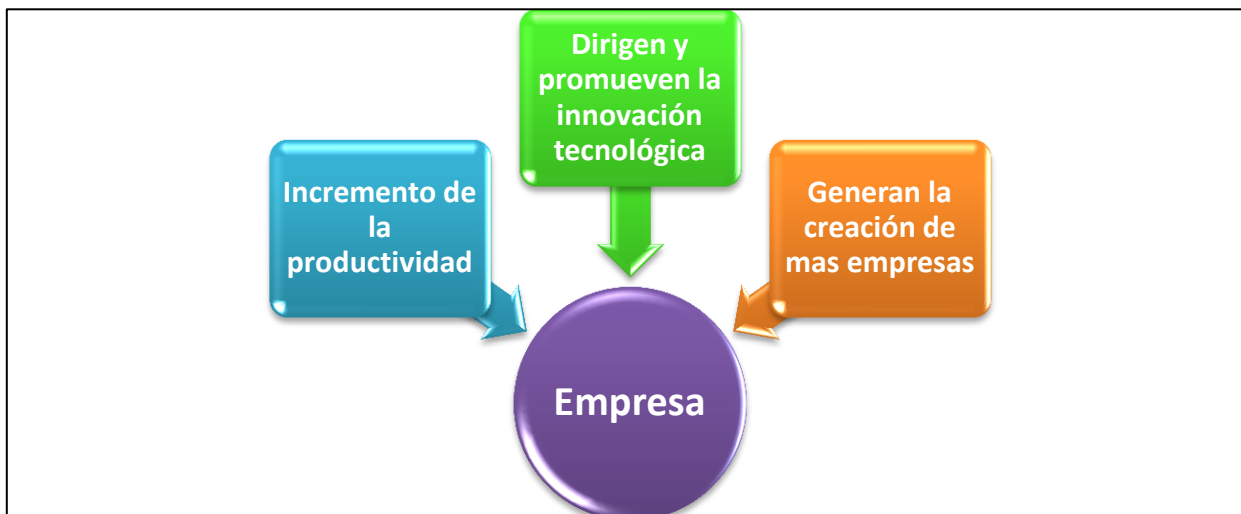 Dirigen y
promueven la
innovación
tecnológica
Incremento de
la
productividad
Generan la
creación de
mas empresas
Empresa